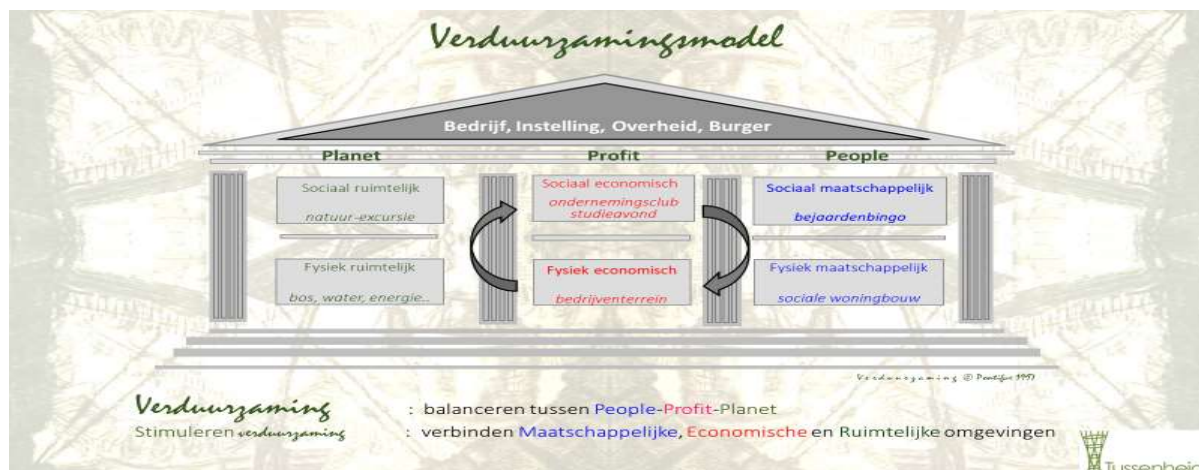 Verduurzamingsmodel
Bedrijf, Instelling, Overheid, Burger
Planet Profit People
Sociaal ruimtelijk
natuur-excursie
Sociaal economisch
ondernemingsclub
studieavond
Sociaal maatschappelijk
bejaardenbingo
Fysiek ruimtelijk
bos, water, energie..
Fysiek economisch
bedrijventerrein
Fysiek maatschappelijk
sociale woningbouw
Verduurzaming ©
Verduurzaming : balanceren tussen People-Profit-Planet
Stimuleren verduurzaming : verbinden Maatschappelijke, Economische en Ruimtelijke omgevingen